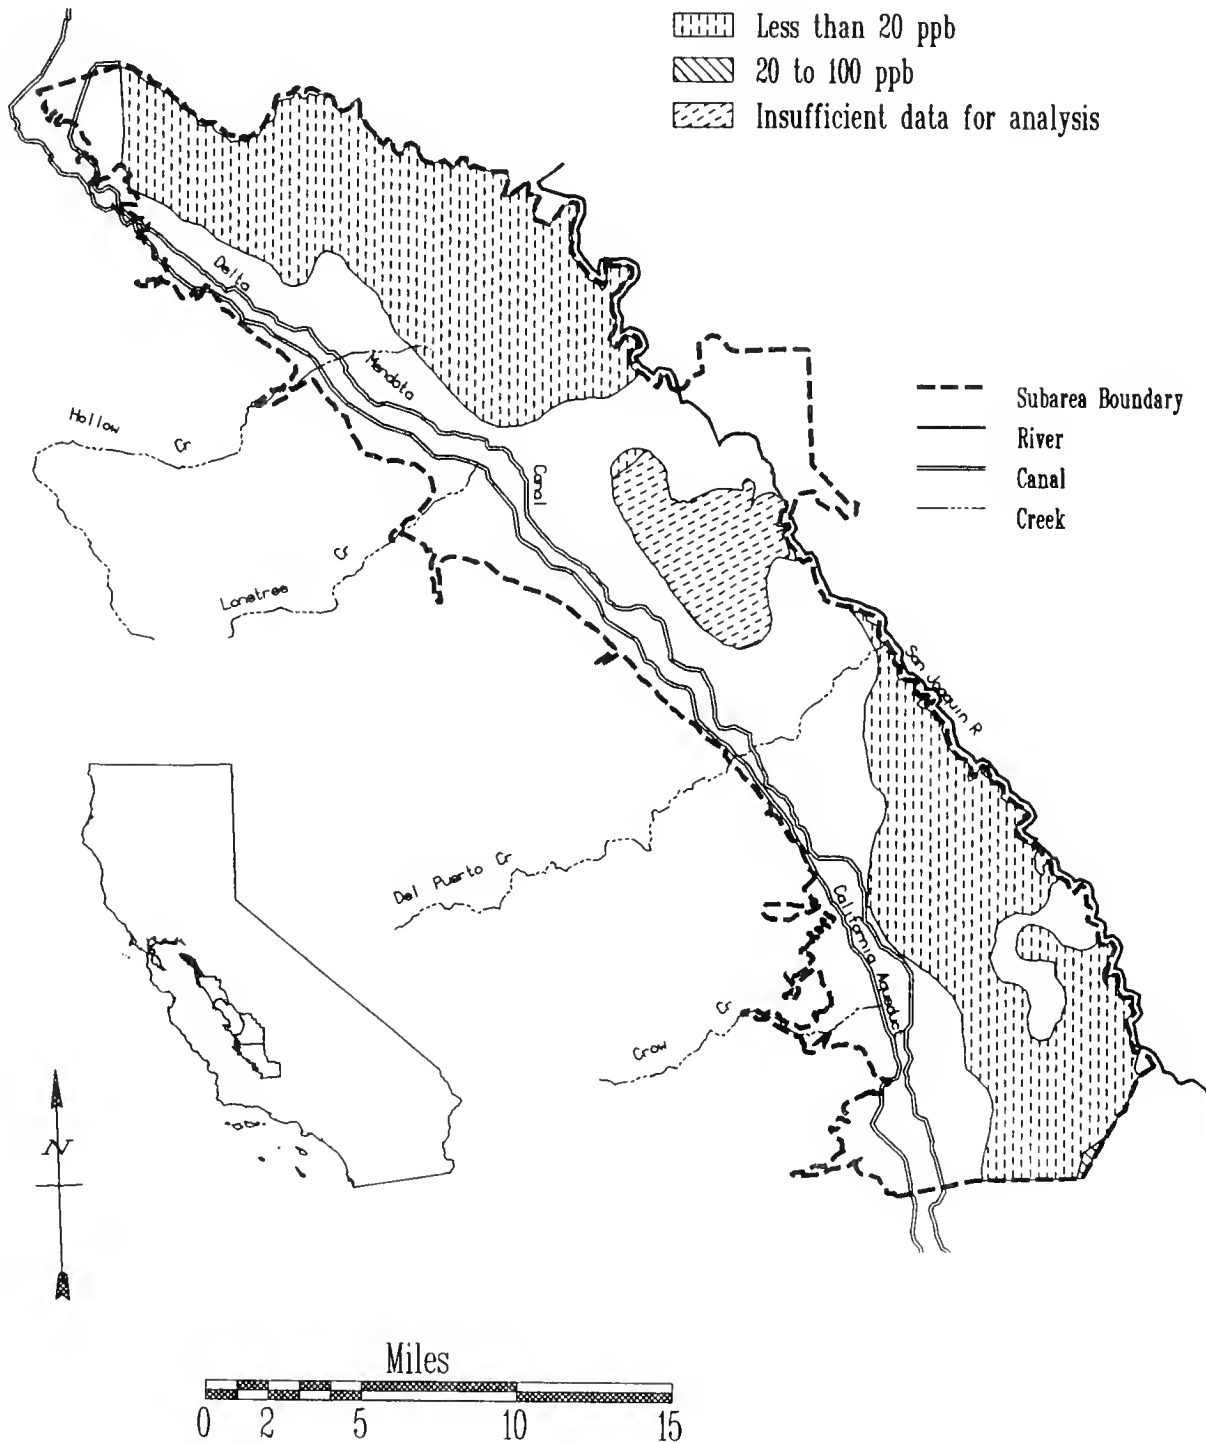 Less than 20 ppb
20 to 100 ppb
Insufficient data for analysis
Delta
Mendota
Canal
Hollow Cr
Lonetree Cr
Subarea Boundary
River
Canal
Creek
San Joaquin R
Del Puerto Cr
California Aqueduct
Crow Cr
N
Miles
0 2 5 10 15